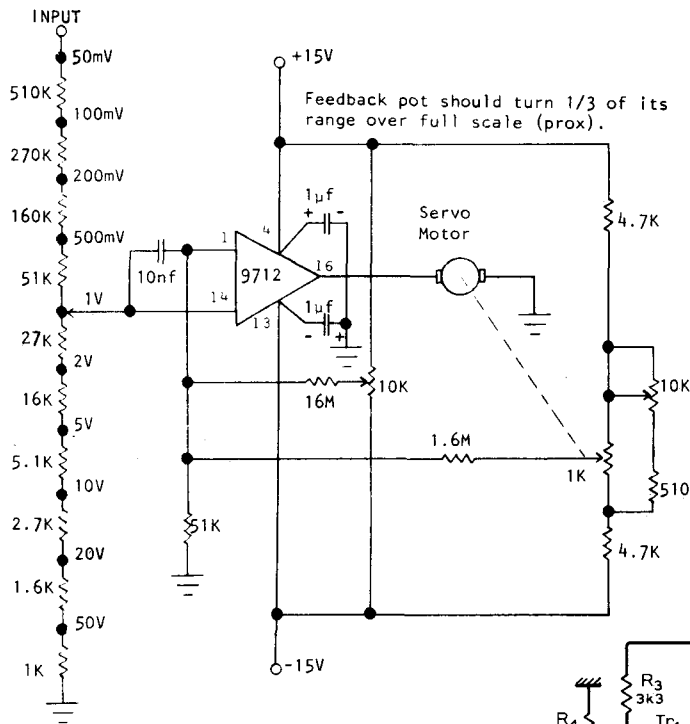 INPUT
50mV
510K
100mV
270K
200mV
160K
500mV
51K
1V
27K
2V
16K
5V
5.1K
10V
2.7K
20V
1.6K
50V
1K
10nf
+15V
Feedback pot should turn 1/3 of its
range over full scale (prox).
1µf
+ -
4
1
9712
16
14
13
1µf
- +
Servo
Motor
4.7K
10K
16M
10K
1.6M
1K
510
51K
4.7K
-15V
R3
3k3
R4
Tr1